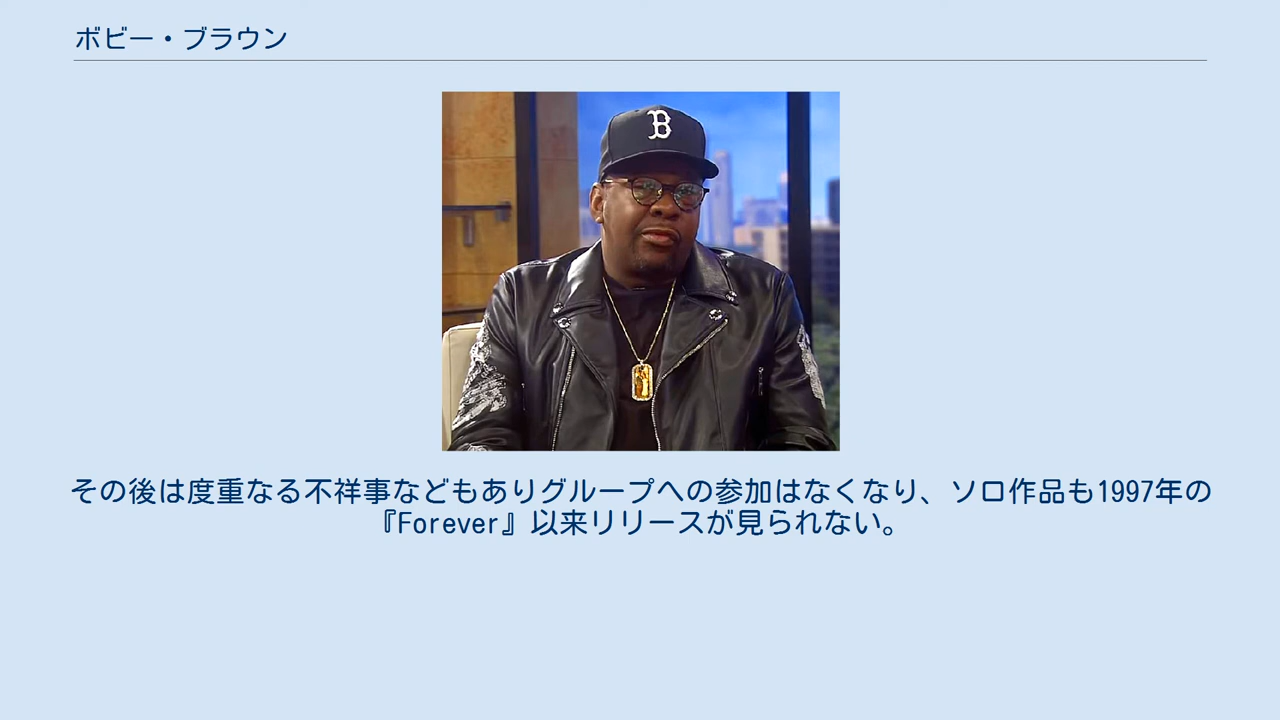 ボビー・ブラウン
B
その後は度重なる不祥事などもありグループへの参加はなくなり、ソロ作品も1997年の
『Forever』以来リリースが見られない。